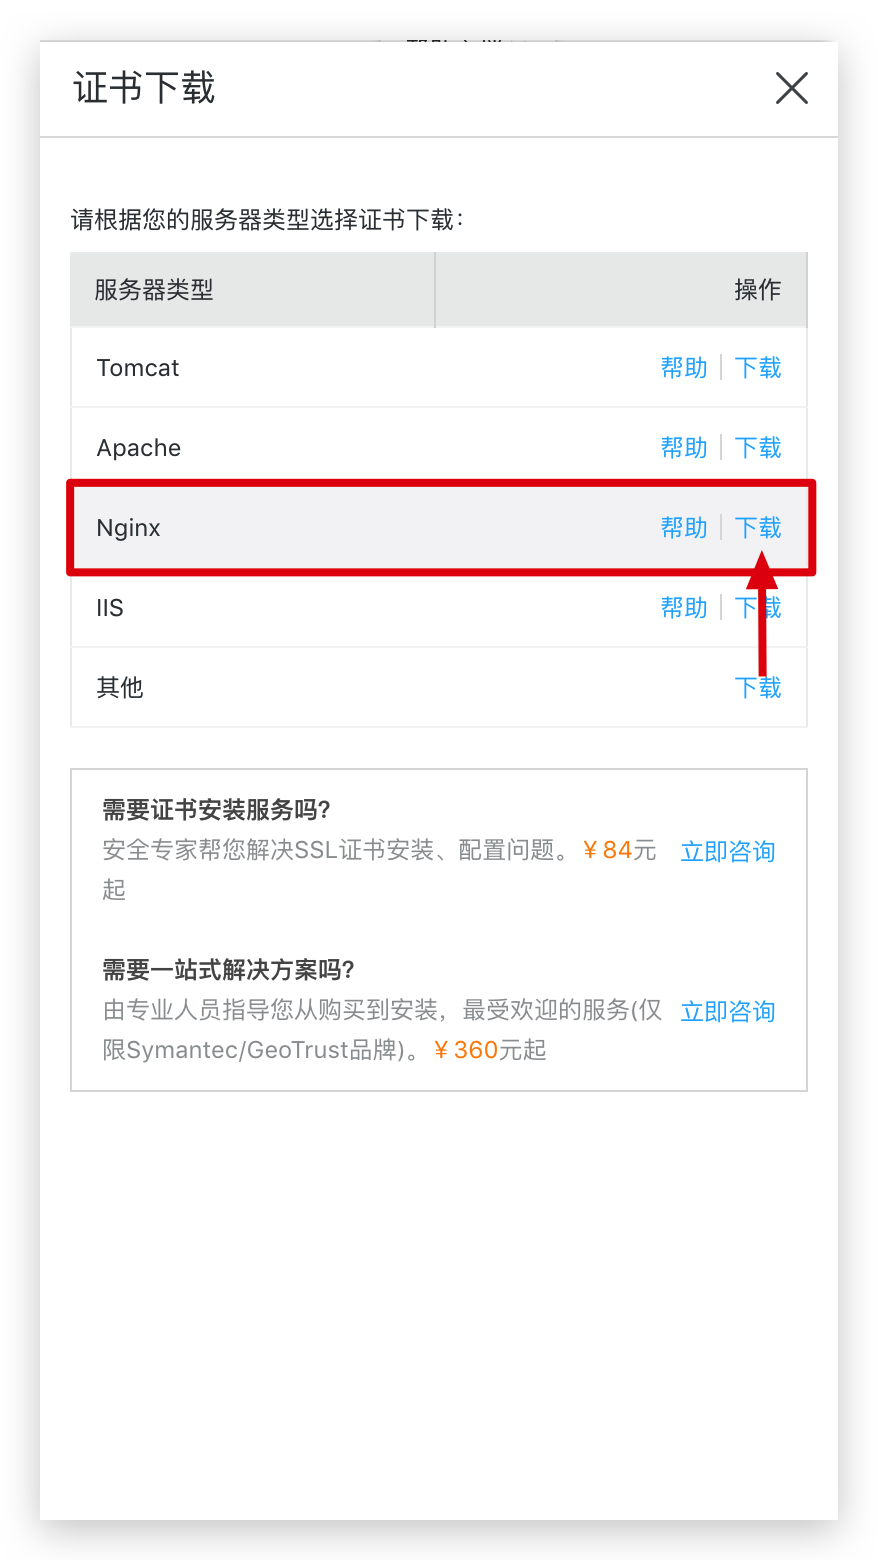 证书下载
请根据您的服务器类型选择证书下载：
服务器类型 操作
Tomcat 帮助 下载
Apache 帮助 下载
Nginx 帮助 下载
IIS 帮助 下载
其他 下载
需要证书安装服务吗?
安全专家帮您解决SSL证书安装、配置问题。¥84元 立即咨询
起
需要一站式解决方案吗?
由专业人员指导您从购买到安装，最受欢迎的服务(仅 立即咨询
限Symantec/GeoTrust品牌)。¥360元起